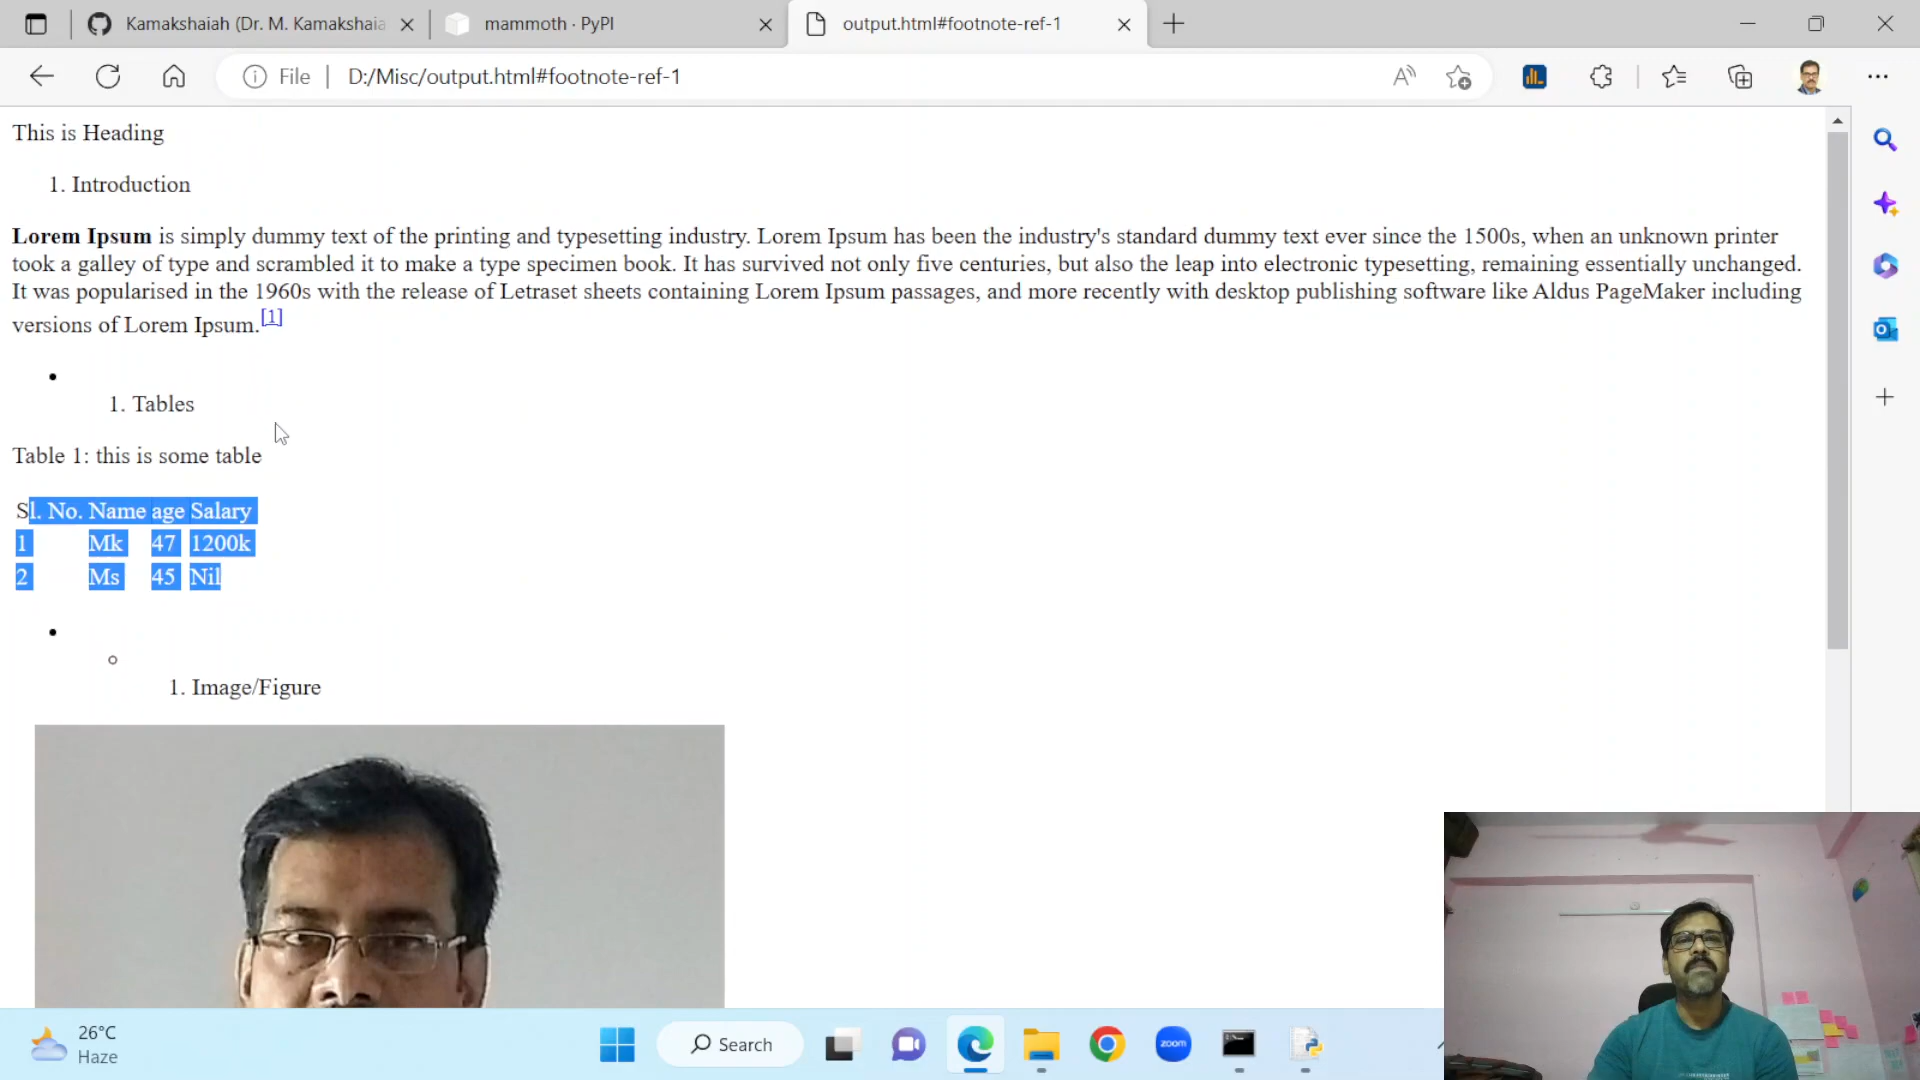 Kamakshaiah (Dr. M. Kamakshaia
mammoth · PyPI
output.html#footnote-ref-1
File
D:/Misc/output.html#footnote-ref-1
This is Heading
1. Introduction
Lorem Ipsum is simply dummy text of the printing and typesetting industry. Lorem Ipsum has been the industry's standard dummy text ever since the 1500s, when an unknown printer
took a galley of type and scrambled it to make a type specimen book. It has survived not only five centuries, but also the leap into electronic typesetting, remaining essentially unchanged.
It was popularised in the 1960s with the release of Letraset sheets containing Lorem Ipsum passages, and more recently with desktop publishing software like Aldus PageMaker including
versions of Lorem Ipsum.[1]
1. Tables
Table 1: this is some table
Sl. No. Name age Salary
1 Mk 47 1200k
2 Ms 45 Nil
1. Image/Figure
26°C
Haze
Search
zoom